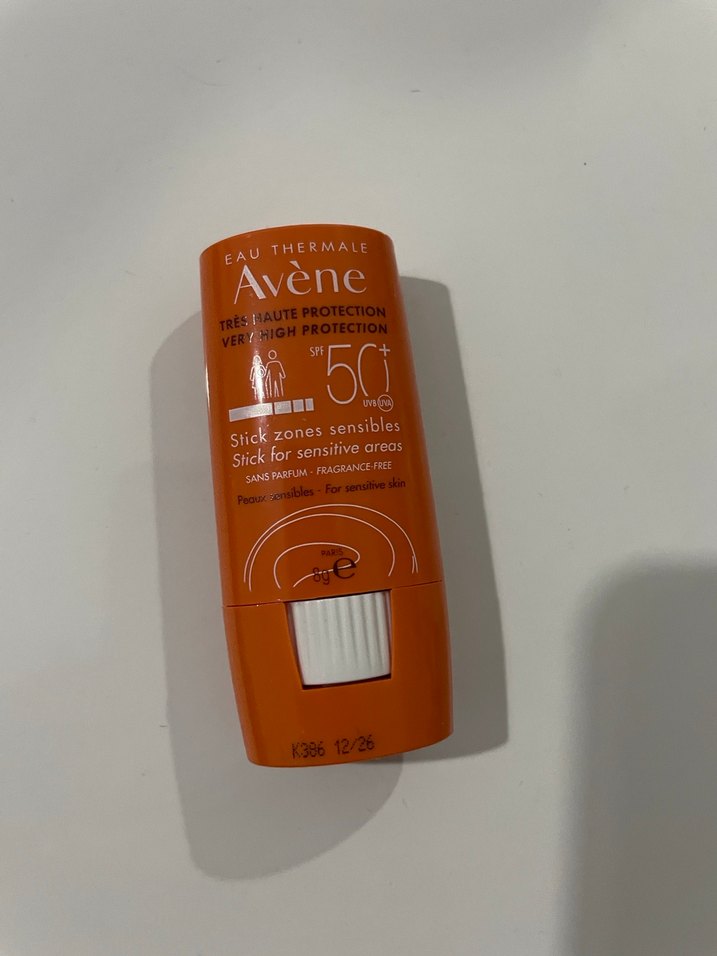 EAU THERMALE
Avène
TRÈS HAUTE PROTECTION
VERY HIGH PROTECTION
SPF 50+
UVB UVA
Stick zones sensibles
Stick for sensitive areas
SANS PARFUM - FRAGRANCE-FREE
Peaux sensibles - For sensitive skin
PARIS
8g e
K386 12/26